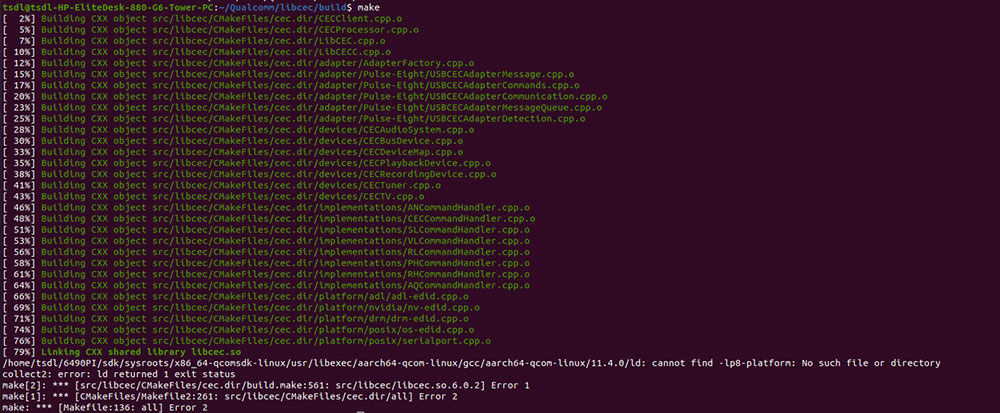 tsdl@tsdl-HP-EliteDesk-880-G6-Tower-PC:~/Qualcomm/libcec/build$ make
[  2%] Building CXX object src/libcec/CMakeFiles/cec.dir/CECClient.cpp.o
[  5%] Building CXX object src/libcec/CMakeFiles/cec.dir/CECProcessor.cpp.o
[  7%] Building CXX object src/libcec/CMakeFiles/cec.dir/LibCEC.cpp.o
[ 10%] Building CXX object src/libcec/CMakeFiles/cec.dir/LibCECC.cpp.o
[ 12%] Building CXX object src/libcec/CMakeFiles/cec.dir/adapter/AdapterFactory.cpp.o
[ 15%] Building CXX object src/libcec/CMakeFiles/cec.dir/adapter/Pulse-Eight/USBCECAdapterMessage.cpp.o
[ 17%] Building CXX object src/libcec/CMakeFiles/cec.dir/adapter/Pulse-Eight/USBCECAdapterCommands.cpp.o
[ 20%] Building CXX object src/libcec/CMakeFiles/cec.dir/adapter/Pulse-Eight/USBCECAdapterCommunication.cpp.o
[ 23%] Building CXX object src/libcec/CMakeFiles/cec.dir/adapter/Pulse-Eight/USBCECAdapterMessageQueue.cpp.o
[ 25%] Building CXX object src/libcec/CMakeFiles/cec.dir/adapter/Pulse-Eight/USBCECAdapterDetection.cpp.o
[ 28%] Building CXX object src/libcec/CMakeFiles/cec.dir/devices/CECAudioSystem.cpp.o
[ 30%] Building CXX object src/libcec/CMakeFiles/cec.dir/devices/CECBusDevice.cpp.o
[ 33%] Building CXX object src/libcec/CMakeFiles/cec.dir/devices/CECDeviceMap.cpp.o
[ 35%] Building CXX object src/libcec/CMakeFiles/cec.dir/devices/CECPlaybackDevice.cpp.o
[ 38%] Building CXX object src/libcec/CMakeFiles/cec.dir/devices/CECRecordingDevice.cpp.o
[ 41%] Building CXX object src/libcec/CMakeFiles/cec.dir/devices/CECTuner.cpp.o
[ 43%] Building CXX object src/libcec/CMakeFiles/cec.dir/devices/CECTV.cpp.o
[ 46%] Building CXX object src/libcec/CMakeFiles/cec.dir/implementations/ANCommandHandler.cpp.o
[ 48%] Building CXX object src/libcec/CMakeFiles/cec.dir/implementations/CECCommandHandler.cpp.o
[ 51%] Building CXX object src/libcec/CMakeFiles/cec.dir/implementations/SLCommandHandler.cpp.o
[ 53%] Building CXX object src/libcec/CMakeFiles/cec.dir/implementations/VLCommandHandler.cpp.o
[ 56%] Building CXX object src/libcec/CMakeFiles/cec.dir/implementations/RLCommandHandler.cpp.o
[ 58%] Building CXX object src/libcec/CMakeFiles/cec.dir/implementations/PHCommandHandler.cpp.o
[ 61%] Building CXX object src/libcec/CMakeFiles/cec.dir/implementations/RHCommandHandler.cpp.o
[ 64%] Building CXX object src/libcec/CMakeFiles/cec.dir/implementations/AQCommandHandler.cpp.o
[ 66%] Building CXX object src/libcec/CMakeFiles/cec.dir/platform/adl/adl-edid.cpp.o
[ 69%] Building CXX object src/libcec/CMakeFiles/cec.dir/platform/nvidia/nv-edid.cpp.o
[ 71%] Building CXX object src/libcec/CMakeFiles/cec.dir/platform/drm/drm-edid.cpp.o
[ 74%] Building CXX object src/libcec/CMakeFiles/cec.dir/platform/posix/os-edid.cpp.o
[ 76%] Building CXX object src/libcec/CMakeFiles/cec.dir/platform/posix/serialport.cpp.o
[ 79%] Linking CXX shared library libcec.so
/home/tsdl/6490PI/sdk/sysroots/x86_64-qcomsdk-linux/usr/libexec/aarch64-qcom-linux/gcc/aarch64-qcom-linux/11.4.0/ld: cannot find -lp8-platform: No such file or directory
collect2: error: ld returned 1 exit status
make[2]: *** [src/libcec/CMakeFiles/cec.dir/build.make:561: src/libcec/libcec.so.6.0.2] Error 1
make[1]: *** [CMakeFiles/Makefile2:261: src/libcec/CMakeFiles/cec.dir/all] Error 2
make: *** [Makefile:136: all] Error 2